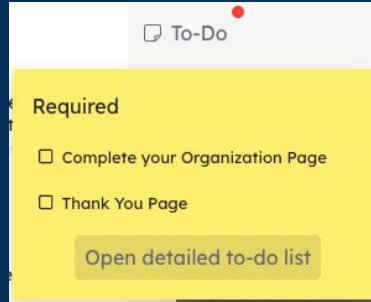 To-Do
Required
Complete your Organization Page
Thank You Page
Open detailed to-do list